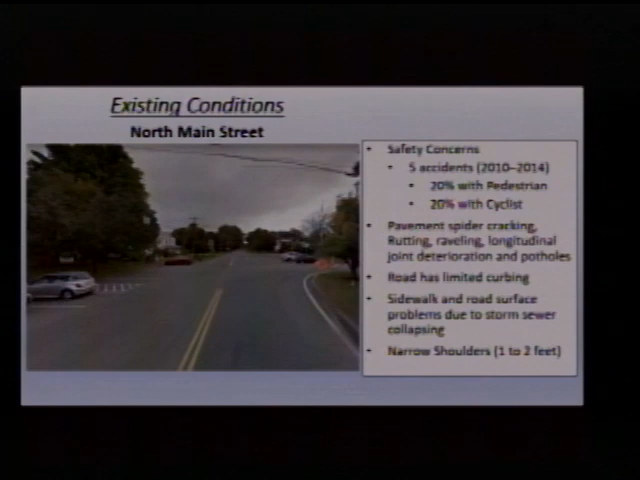 Existing Conditions
North Main Street
Safety Concerns
5 accidents (2010–2014)
20% with Pedestrian
20% with Cyclist
Pavement spider cracking,
Rutting, raveling, longitudinal
joint deterioration and potholes
Road has limited curbing
Sidewalk and road surface
problems due to storm sewer
collapsing
Narrow Shoulders (1 to 2 feet)